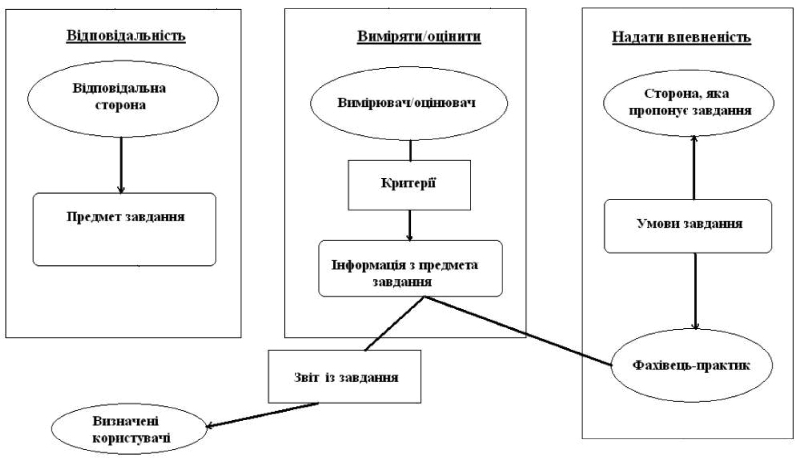 Відповідальність
Відповідальна
сторона
Предмет завдання
Виміряти/оцінити
Вимірювач/оцінювач
Критерії
Інформація з предмета
завдання
Надати впевненість
Сторона, яка
пропонує завдання
Умови завдання
Фахівець-практик
Звіт із завдання
Визначені
користувачі